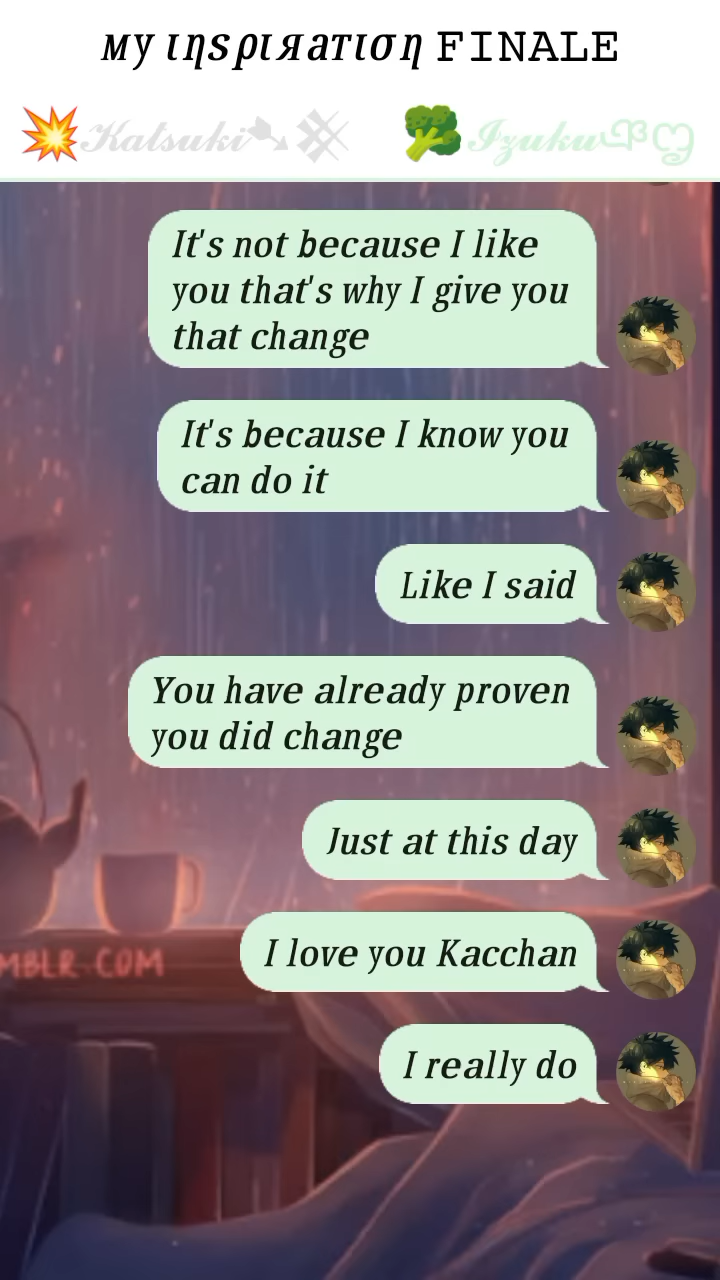 му ιηѕριяατιση FINALE
💥𝓚𝓪𝓽𝓼𝓾𝓴𝓲 🥦𝓘𝔃𝓾𝓴𝓾
It's not because I like
you that's why I give you
that change
It's because I know you
can do it
Like I said
You have already proven
you did change
Just at this day
I love you Kacchan
I really do
MBLR.COM